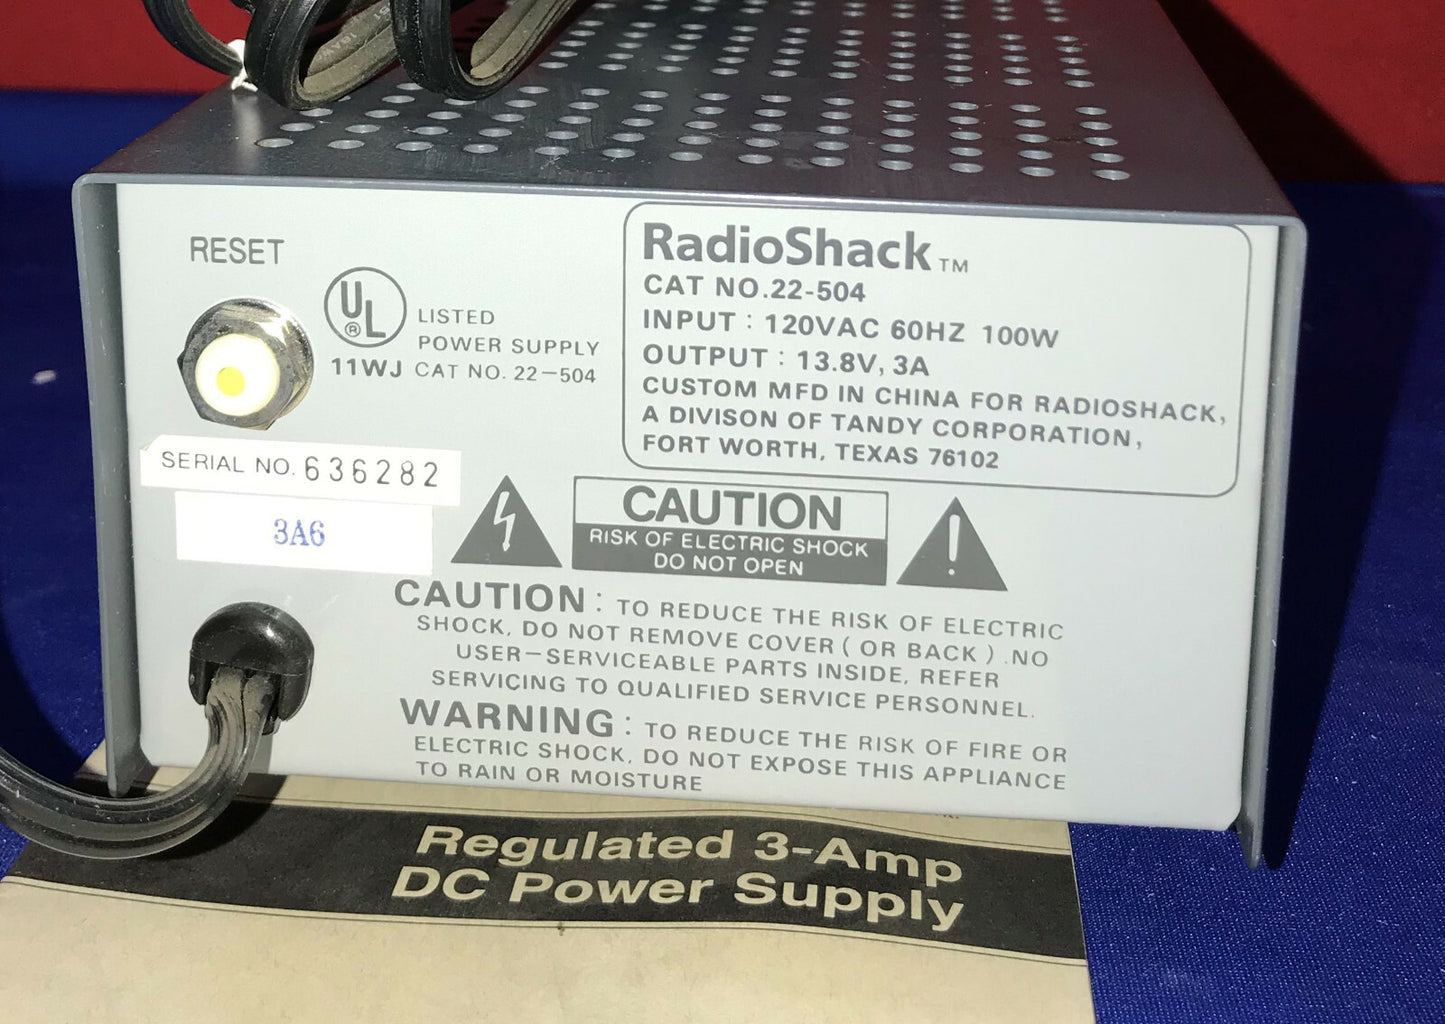 RESET
UL ®
LISTED
POWER SUPPLY
11WJ CAT NO. 22-504
SERIAL NO. 636282
3A6
RadioShack TM
CAT NO.22-504
INPUT : 120VAC 60HZ 100W
OUTPUT : 13.8V, 3A
CUSTOM MFD IN CHINA FOR RADIOSHACK,
A DIVISON OF TANDY CORPORATION,
FORT WORTH, TEXAS 76102
CAUTION
RISK OF ELECTRIC SHOCK
DO NOT OPEN
!
CAUTION : TO REDUCE THE RISK OF ELECTRIC
SHOCK, DO NOT REMOVE COVER ( OR BACK ) .NO
USER-SERVICEABLE PARTS INSIDE, REFER
SERVICING TO QUALIFIED SERVICE PERSONNEL.
WARNING : TO REDUCE THE RISK OF FIRE OR
ELECTRIC SHOCK, DO NOT EXPOSE THIS APPLIANCE
TO RAIN OR MOISTURE
Regulated 3-Amp
DC Power Supply